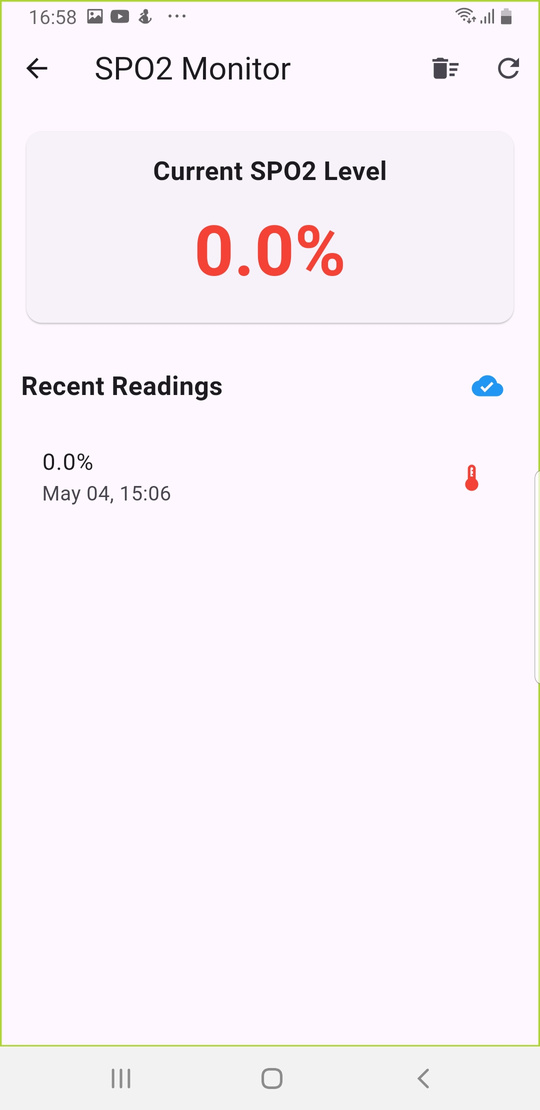 16:58
SPO2 Monitor
Current SPO2 Level
0.0%
Recent Readings
0.0%
May 04, 15:06